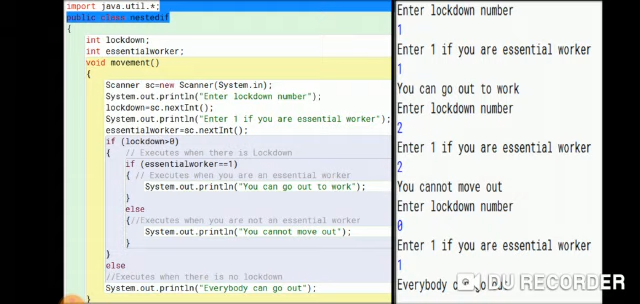 import java.util.*;
public class nestedif
{
int lockdown;
int essentialworker;
void movement()
{
Scanner sc=new Scanner(System.in);
System.out.println("Enter lockdown number");
lockdown=sc.nextInt();
System.out.println("Enter 1 if you are essential worker");
essentialworker=sc.nextInt();
if (lockdown>0)
{ // Executes when there is Lockdown
if (essentialworker==1)
{ // Executes when you are an essential worker
System.out.println("You can go out to work");
}
else
{//Executes when you are not an essential worker
System.out.println("You cannot move out");
}
}
else
//Executes when there is no lockdown
System.out.println("Everybody can go out");
}
Enter lockdown number
1
Enter 1 if you are essential worker
1
You can go out to work
Enter lockdown number
2
Enter 1 if you are essential worker
2
You cannot move out
Enter lockdown number
0
Enter 1 if you are essential worker
1
Everybody can go out
DU RECORDER